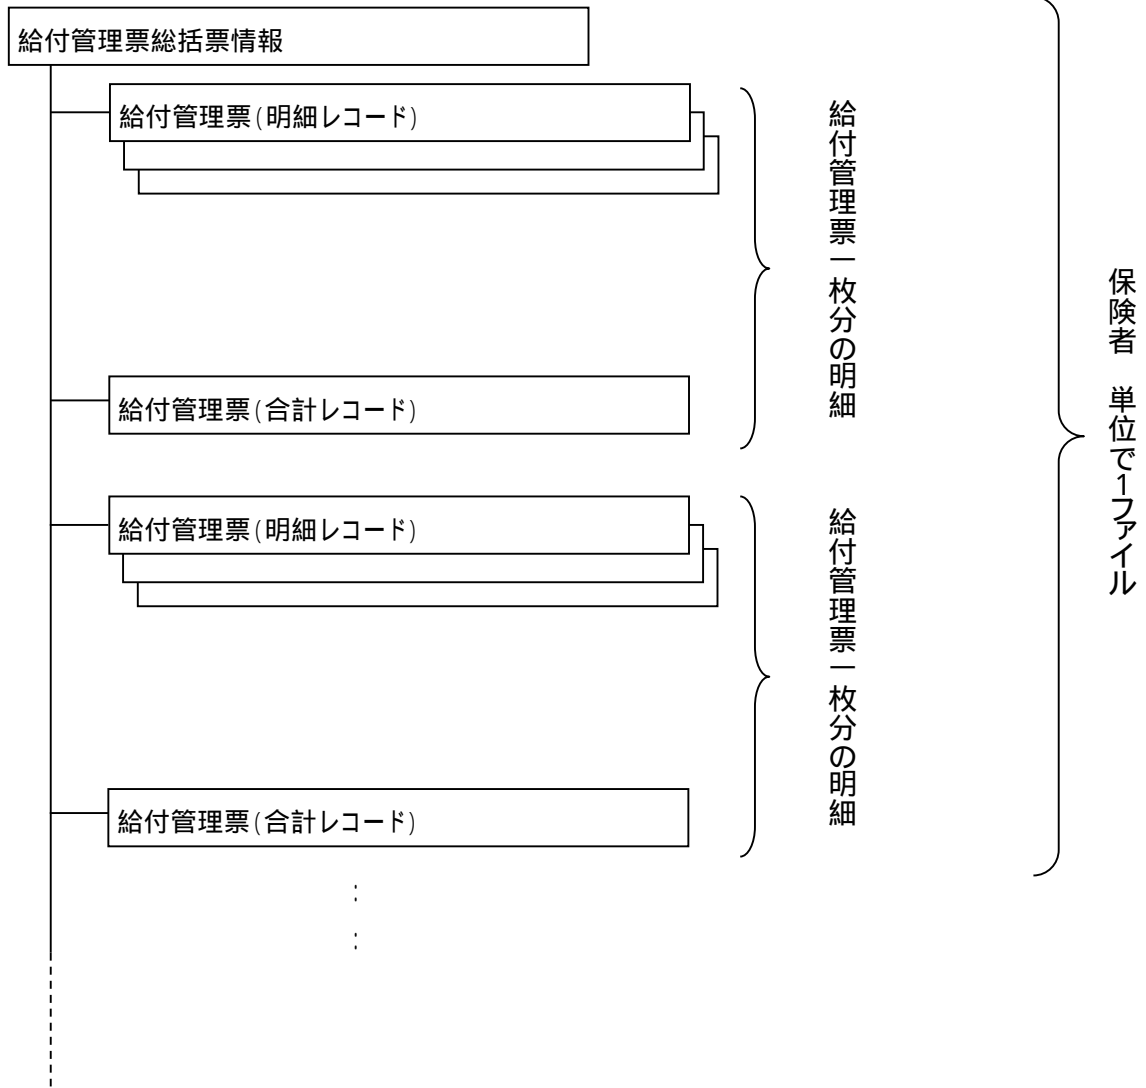 給付管理票総括票情報
給付管理票(明細レコード)
給付管理票(合計レコード)
給付管理票一枚分の明細
給付管理票(明細レコード)
給付管理票(合計レコード)
給付管理票一枚分の明細
:
:
保険者　単位で1ファイル